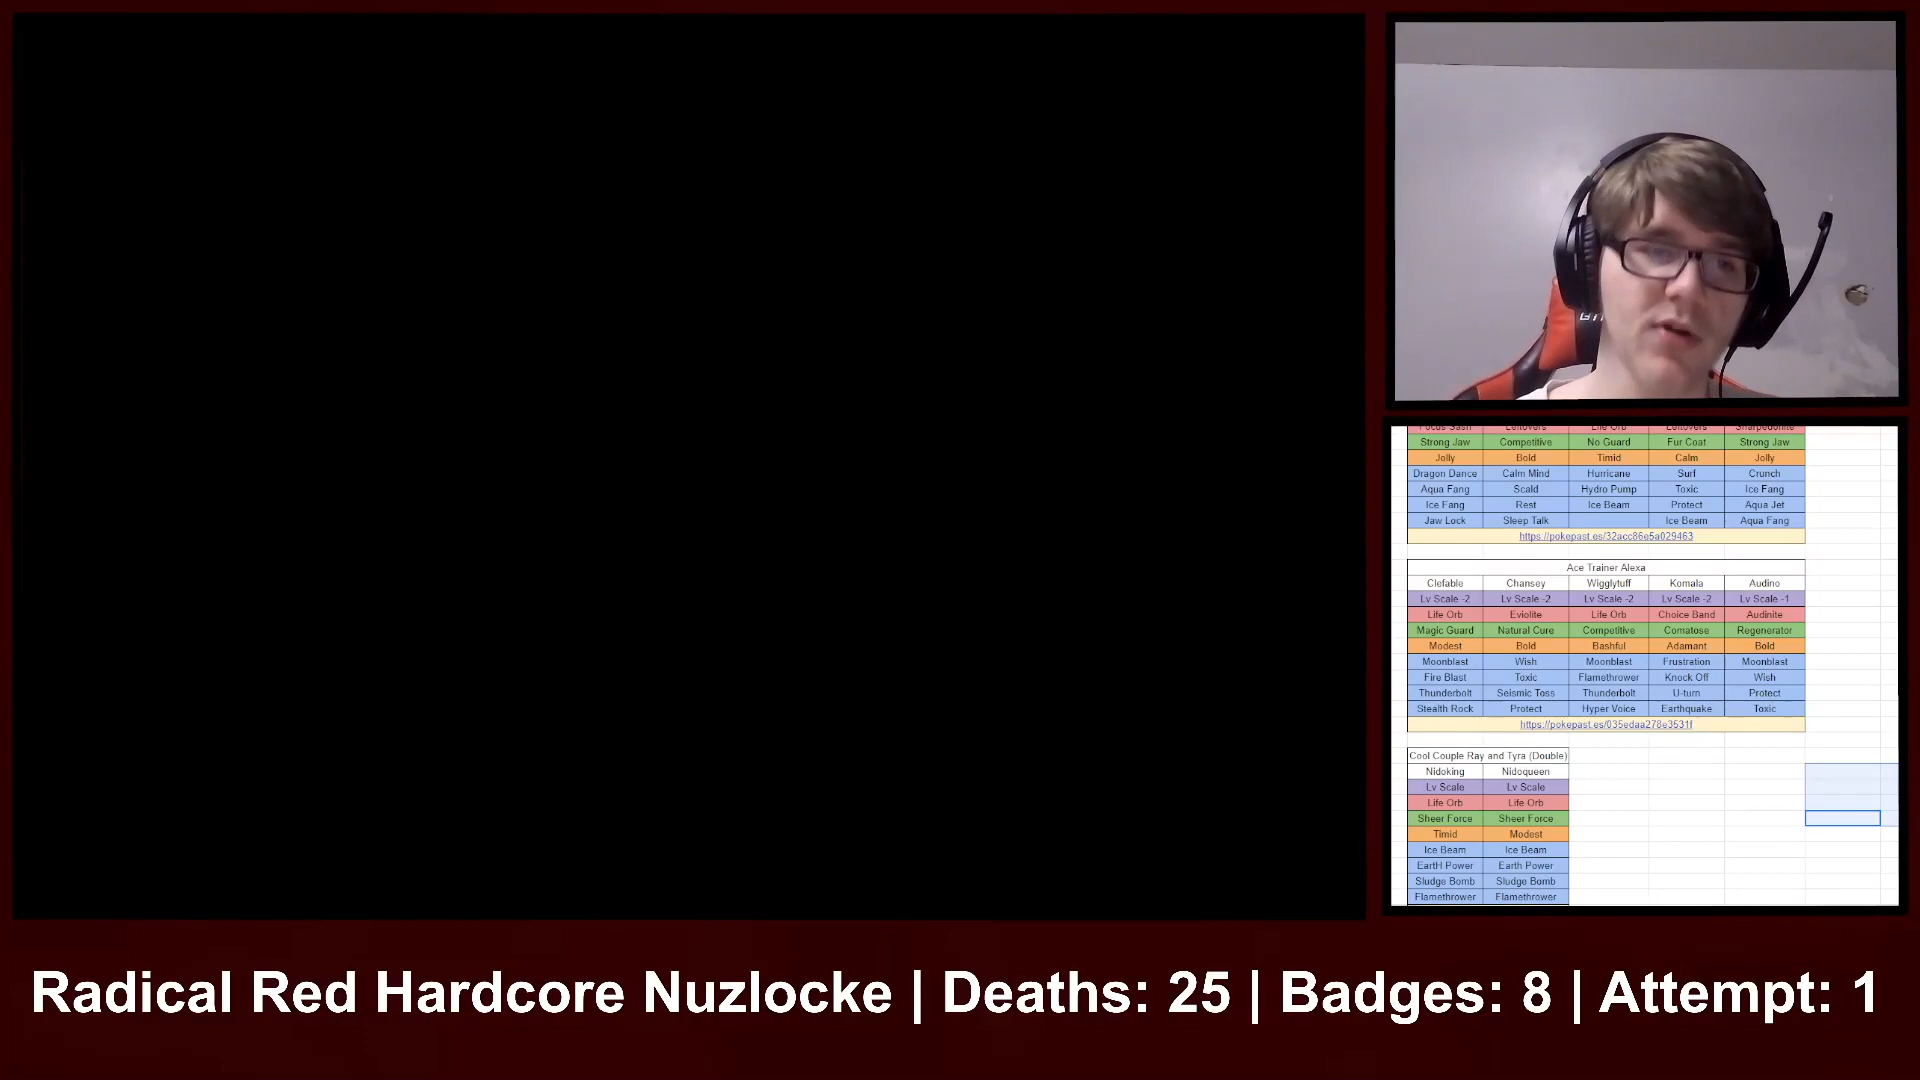 Focus Sash Leftovers Life Orb Leftovers Sharpedonite
Strong Jaw Competitive No Guard Fur Coat Strong Jaw
Jolly Bold Timid Calm Jolly
Dragon Dance Calm Mind Hurricane Surf Crunch
Aqua Fang Scald Hydro Pump Toxic Ice Fang
Ice Fang Rest Ice Beam Protect Aqua Jet
Jaw Lock Sleep Talk Ice Beam Aqua Fang
https://pokepast.es/32acc86e5a029463
Ace Trainer Alexa
Clefable Chansey Wigglytuff Komala Audino
Lv Scale -2 Lv Scale -2 Lv Scale -2 Lv Scale -2 Lv Scale -1
Life Orb Eviolite Life Orb Choice Band Audinite
Magic Guard Natural Cure Competitive Comatose Regenerator
Modest Bold Bashful Adamant Bold
Moonblast Wish Moonblast Frustration Moonblast
Fire Blast Toxic Flamethrower Knock Off Wish
Thunderbolt Seismic Toss Thunderbolt U-turn Protect
Stealth Rock Protect Hyper Voice Earthquake Toxic
https://pokepast.es/035edaa278e3531f
Cool Couple Ray and Tyra (Double)
Nidoking Nidoqueen
Lv Scale Lv Scale
Life Orb Life Orb
Sheer Force Sheer Force
Timid Modest
Ice Beam Ice Beam
EartH Power Earth Power
Sludge Bomb Sludge Bomb
Flamethrower Flamethrower
Radical Red Hardcore Nuzlocke | Deaths: 25 | Badges: 8 | Attempt: 1